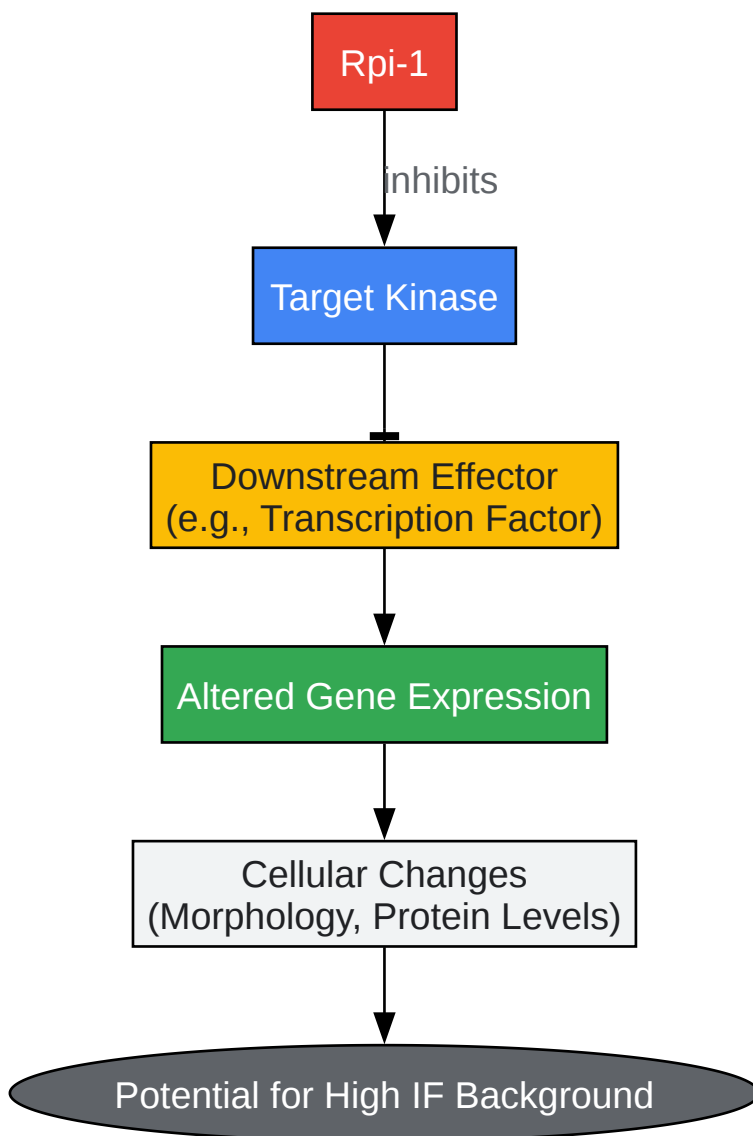 Rpi-1
inhibits
Target Kinase
Downstream Effector
(e.g., Transcription Factor)
Altered Gene Expression
Cellular Changes
(Morphology, Protein Levels)
Potential for High IF Background